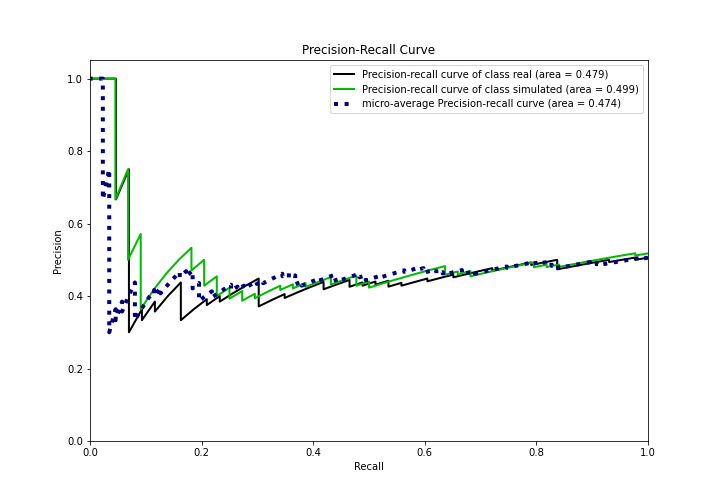 Precision-Recall Curve
Precision-recall curve of class real (area = 0.479)
Precision-recall curve of class simulated (area = 0.499)
micro-average Precision-recall curve (area = 0.474)
Precision
1.0
0.8
0.6
0.4
0.2
0.0
0.0 0.2 0.4 0.6 0.8 1.0
Recall